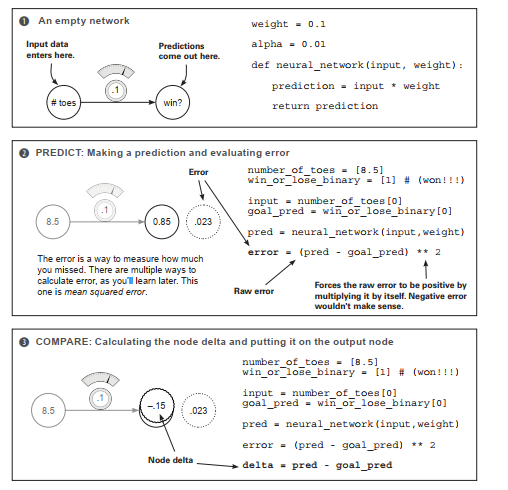 1 An empty network
Input data
enters here.
Predictions
come out here.
.1
# toes
win?
weight = 0.1
alpha = 0.01
def neural_network(input, weight):
prediction = input * weight
return prediction
2 PREDICT: Making a prediction and evaluating error
Error
.1
8.5
0.85
.023
The error is a way to measure how much
you missed. There are multiple ways to
calculate error, as you'll learn later. This
one is mean squared error.
number_of_toes = [8.5]
win_or_lose_binary = [1] # (won!!!)
input = number_of_toes[0]
goal_pred = win_or_lose_binary[0]
pred = neural_network(input,weight)
error = (pred - goal_pred) ** 2
Raw error
Forces the raw error to be positive by
multiplying it by itself. Negative error
wouldn't make sense.
3 COMPARE: Calculating the node delta and putting it on the output node
.1
8.5
–.15
.023
Node delta
number_of_toes = [8.5]
win_or_lose_binary = [1] # (won!!!)
input = number_of_toes[0]
goal_pred = win_or_lose_binary[0]
pred = neural_network(input,weight)
error = (pred - goal_pred) ** 2
delta = pred - goal_pred